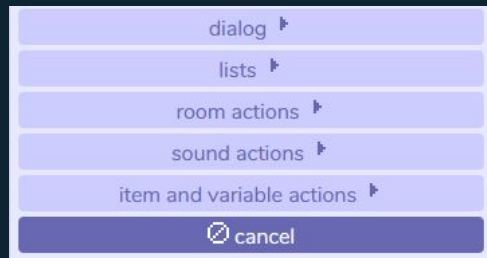 dialog
lists
room actions
sound actions
item and variable actions
cancel